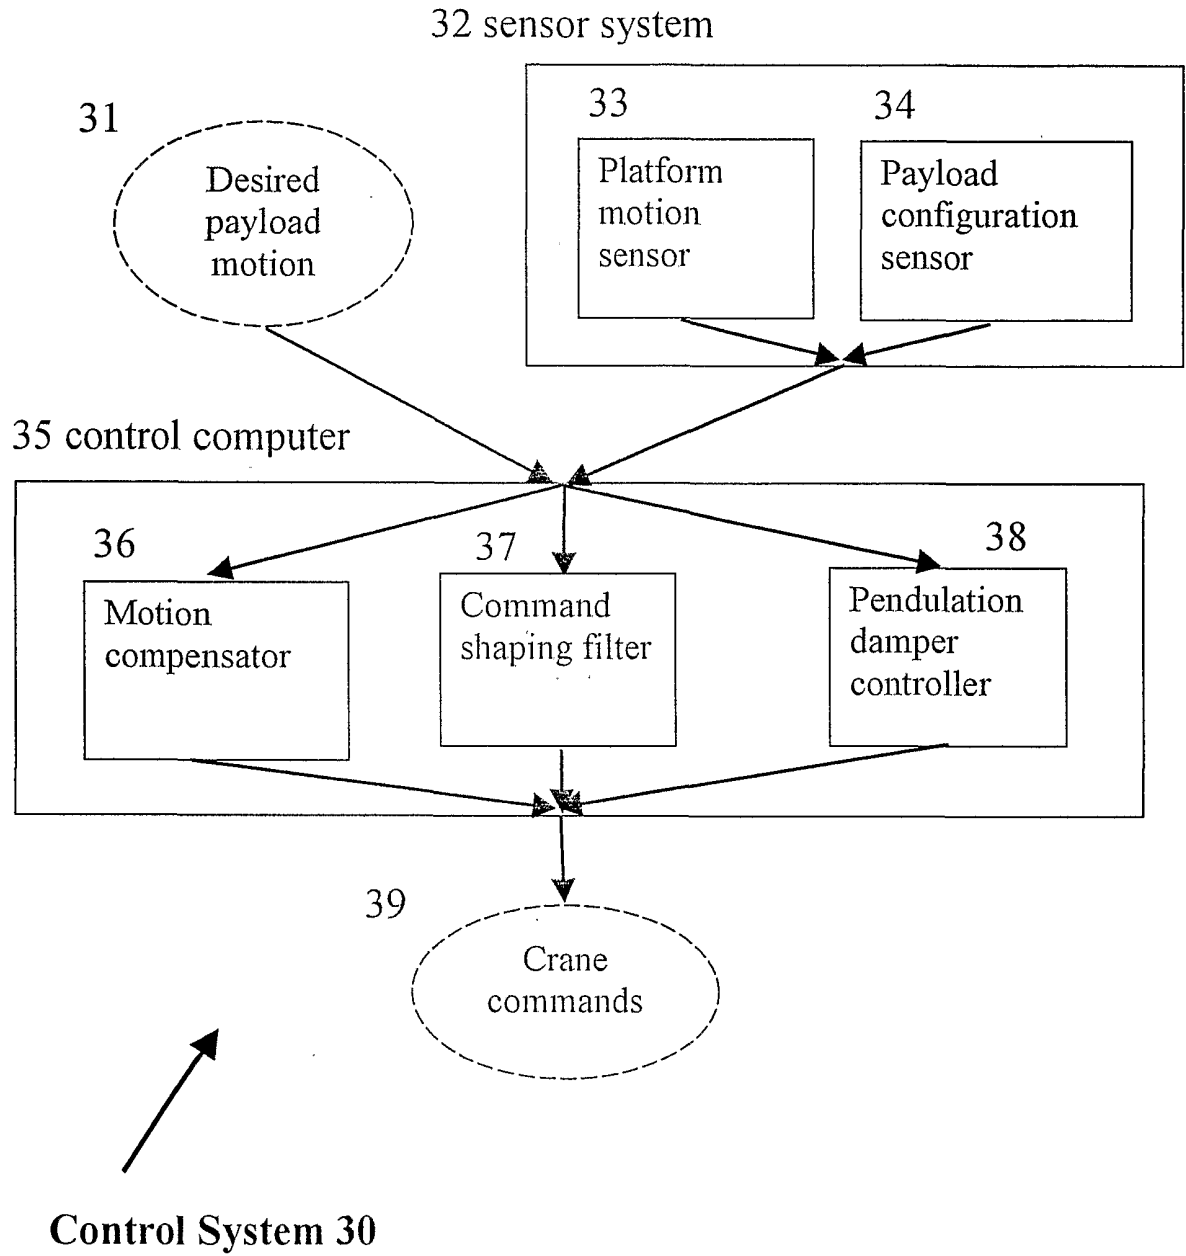 32 sensor system
31
Desired
payload
motion
33
Platform
motion
sensor
34
Payload
configuration
sensor
35 control computer
36
Motion
compensator
37
Command
shaping filter
38
Pendulation
damper
controller
39
Crane
commands
Control System 30